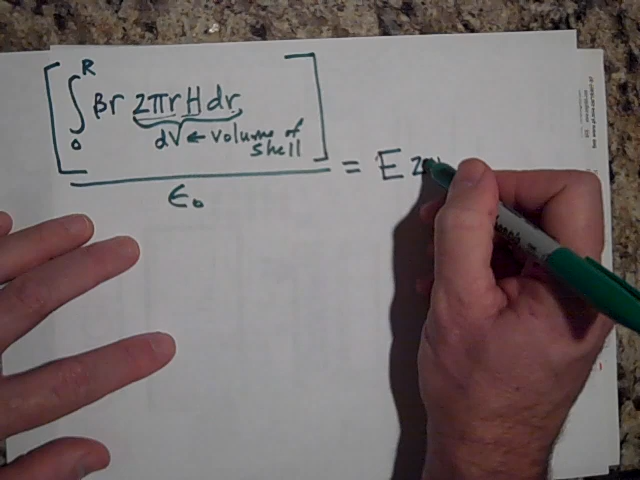 [∫₀ᴿ βr 2πrH dr]
dV ← volume of
shell
ϵ₀
= E 2